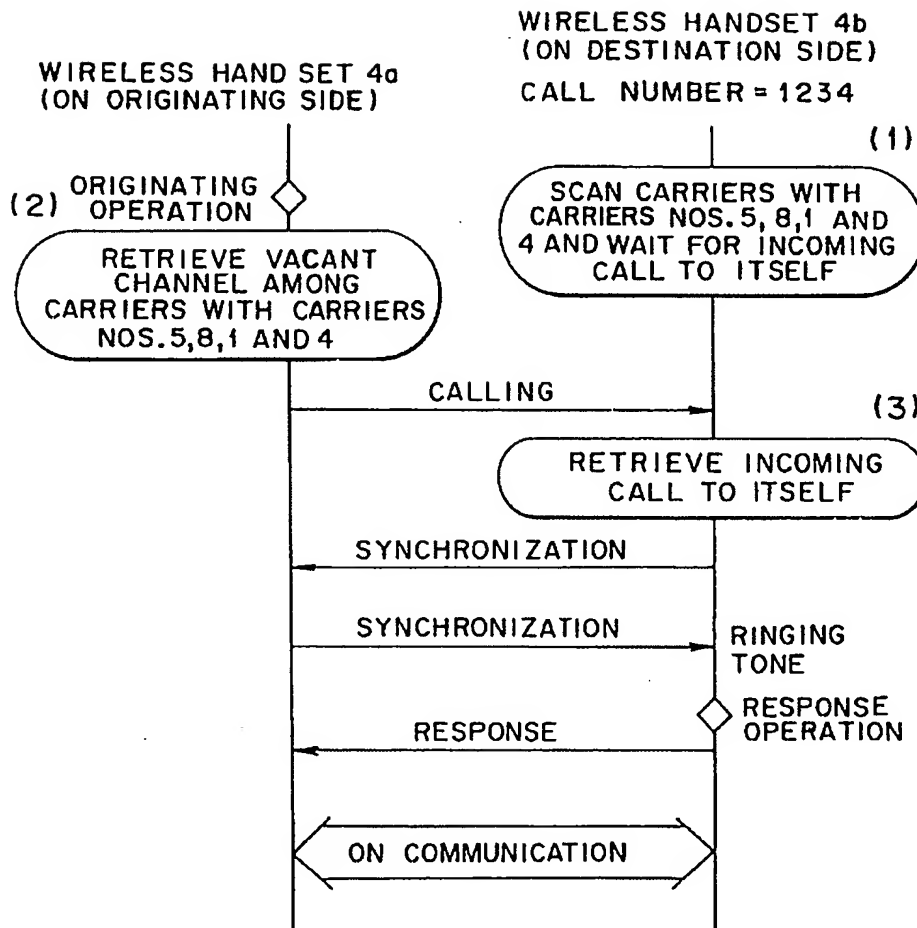 WIRELESS HAND SET 4a
(ON ORIGINATING SIDE)
WIRELESS HANDSET 4b
(ON DESTINATION SIDE)
CALL NUMBER = 1234
(1)
SCAN CARRIERS WITH
CARRIERS NOS. 5, 8, 1 AND
4 AND WAIT FOR INCOMING
CALL TO ITSELF
(2)
ORIGINATING
OPERATION
RETRIEVE VACANT
CHANNEL AMONG
CARRIERS WITH CARRIERS
NOS. 5, 8, 1 AND 4
CALLING
(3)
RETRIEVE INCOMING
CALL TO ITSELF
SYNCHRONIZATION
SYNCHRONIZATION
RINGING
TONE
RESPONSE
OPERATION
RESPONSE
ON COMMUNICATION